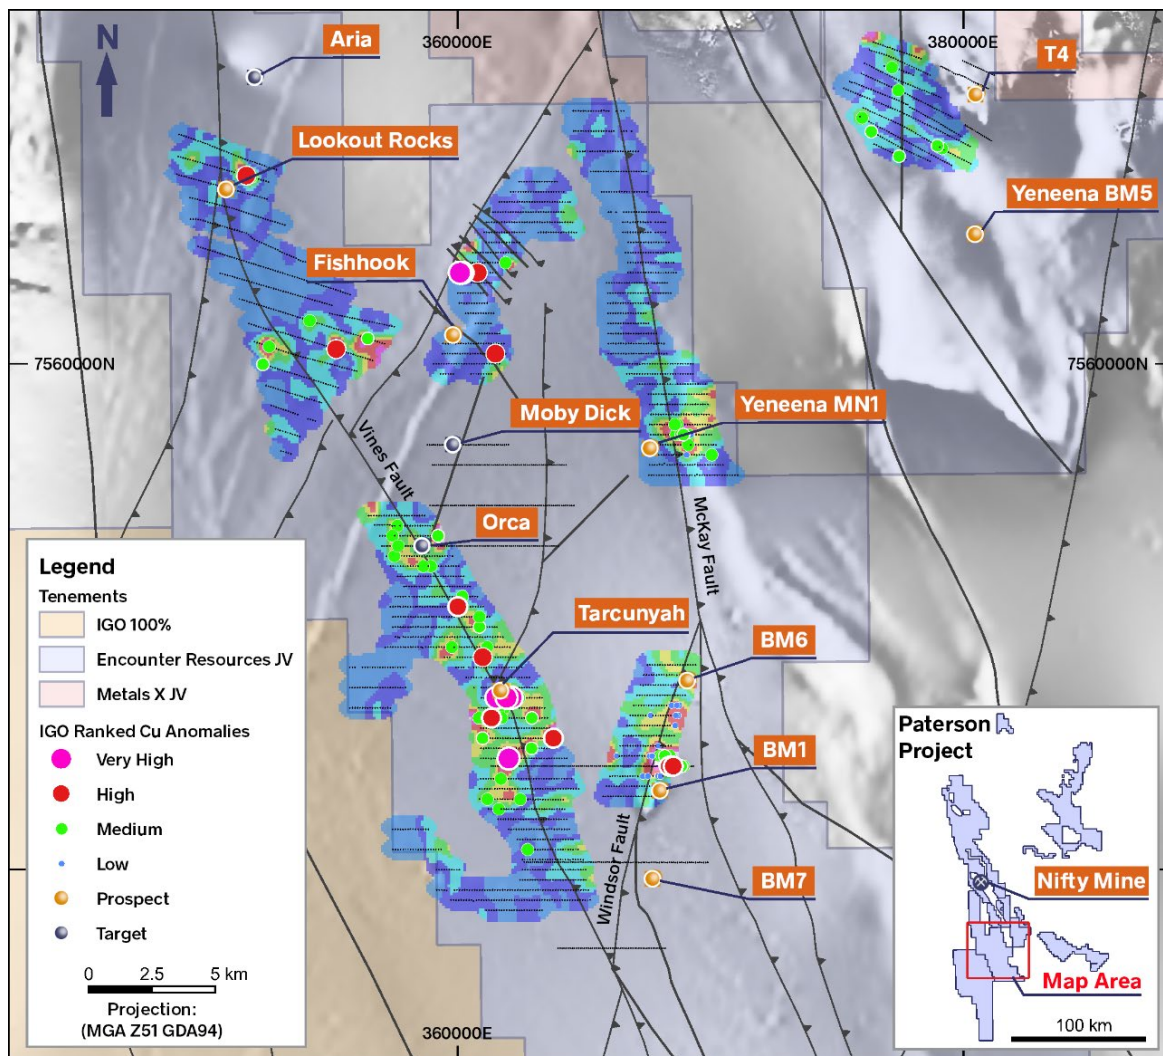 N
Aria
360000E
380000E
T4
Lookout Rocks
Yeneena BM5
Fishhook
7560000N
7560000N
Moby Dick
Yeneena MN1
Vines Fault
McKay Fault
Orca
Tarcunyah
BM6
BM1
Windsor Fault
BM7
360000E
Legend
Tenements
IGO 100%
Encounter Resources JV
Metals X JV
IGO Ranked Cu Anomalies
Very High
High
Medium
Low
Prospect
Target
0 2.5 5 km
Projection:
(MGA Z51 GDA94)
Paterson
Project
Nifty Mine
Map Area
100 km